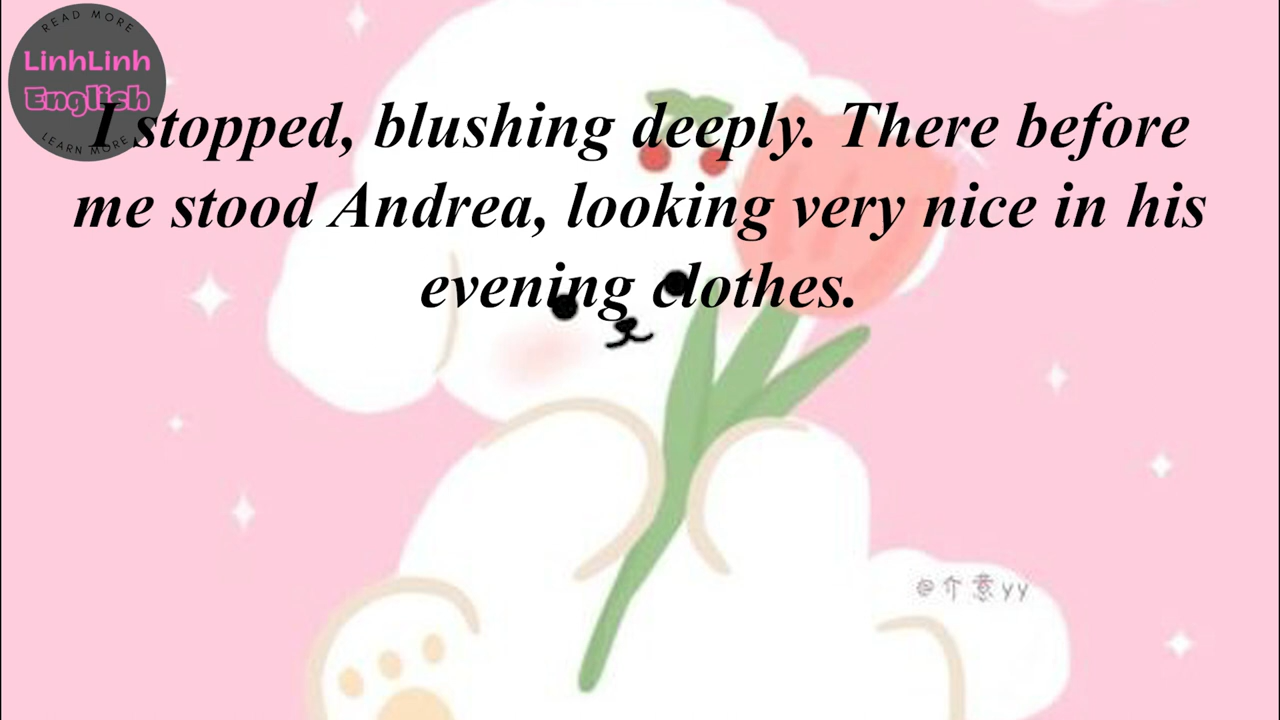 READ MORE
LinhLinh
English
LEARN MORE
I stopped, blushing deeply. There before
me stood Andrea, looking very nice in his
evening clothes.
@介意yy